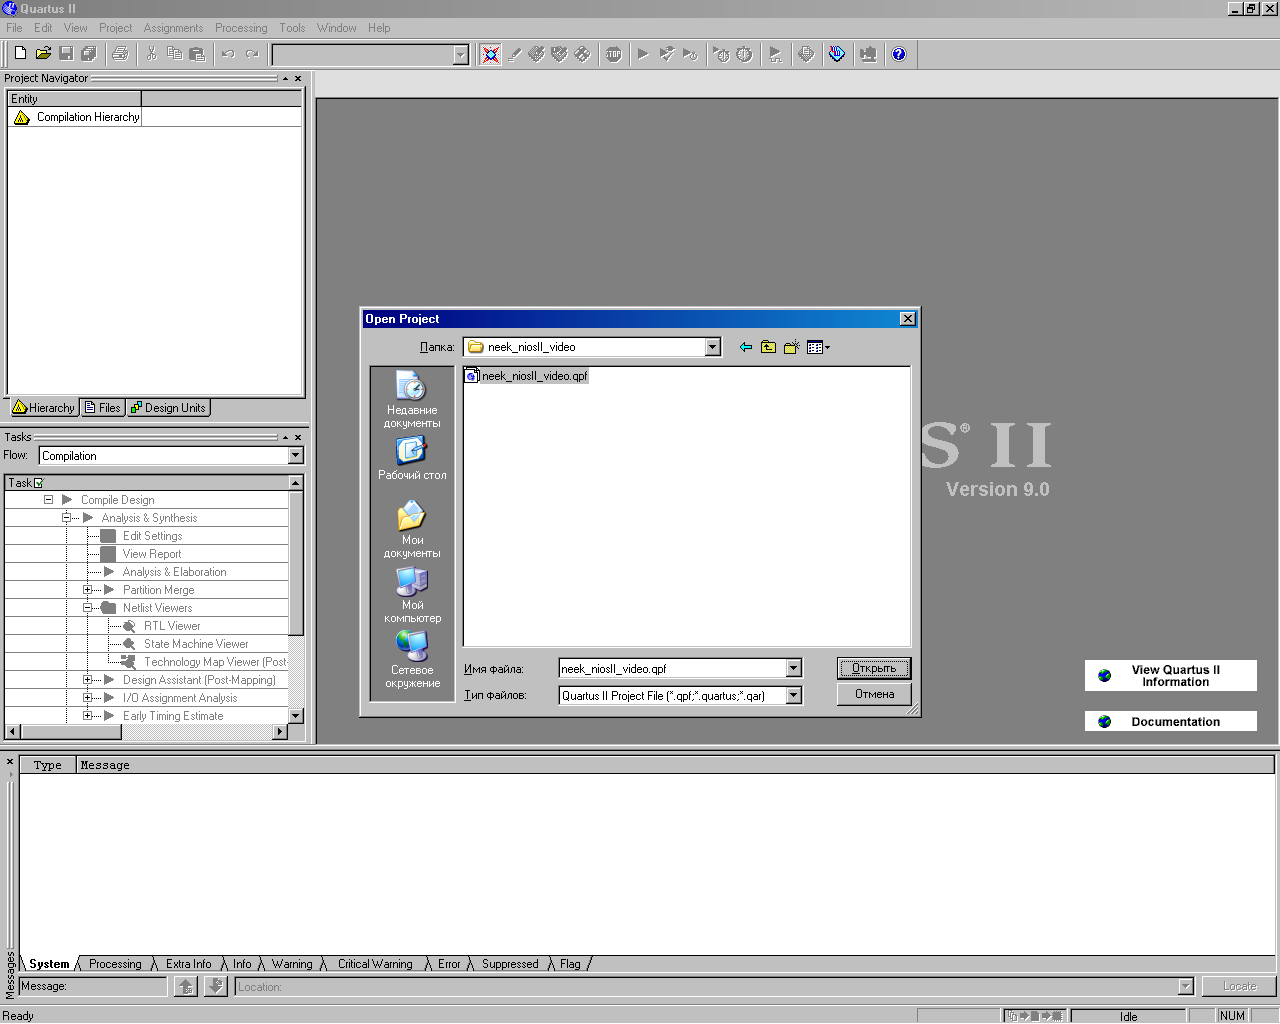 Quartus II
File Edit View Project Assignments Processing Tools Window Help
Project Navigator
Entity
Compilation Hierarchy
Hierarchy Files Design Units
Tasks
Flow: Compilation
Task
Compile Design
Analysis & Synthesis
Edit Settings
View Report
Analysis & Elaboration
Partition Merge
Netlist Viewers
RTL Viewer
State Machine Viewer
Technology Map Viewer (Post-
Design Assistant (Post-Mapping)
I/O Assignment Analysis
Early Timing Estimate
Open Project
Папка: neek_niosII_video
neek_niosII_video.qpf
Недавние
документы
Рабочий стол
Мои
документы
Мой
компьютер
Сетевое
окружение
Имя файла: neek_niosII_video.qpf
Открыть
Тип файлов: Quartus II Project File (*.qpf;*.quartus;*.qar)
Отмена
S® II
Version 9.0
View Quartus II
Information
Documentation
Type Message
System Processing Extra Info Info Warning Critical Warning Error Suppressed Flag
Messages
Message: Location: Locate
Ready Idle NUM